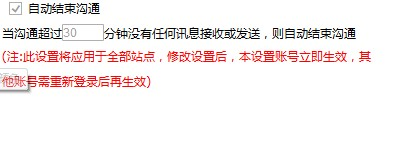 自动结束沟通
当沟通超过30分钟没有任何讯息接收或发送，则自动结束沟通
(注:此设置将应用于全部站点，修改设置后，本设置账号立即生效，其
他账号需重新登录后再生效)